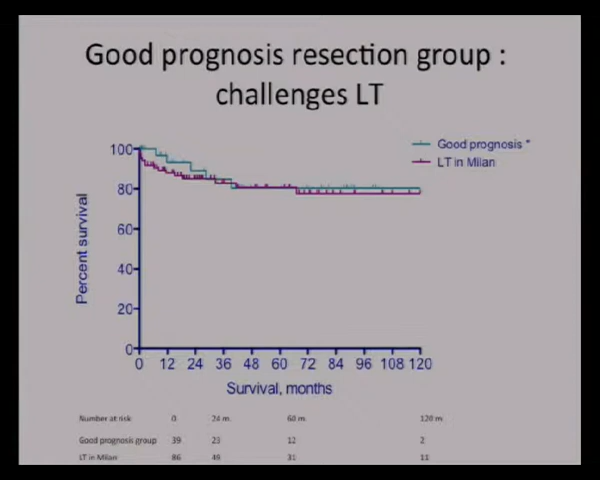 Good prognosis resection group :
challenges LT
Good prognosis *
LT in Milan
Percent survival
100
80
60
40
20
0
0 12 24 36 48 60 72 84 96 108 120
Survival, months
Number at risk 0 24 m. 60 m. 120 m
Good prognosis group 39 23 12 2
LT in Milan 86 49 31 11